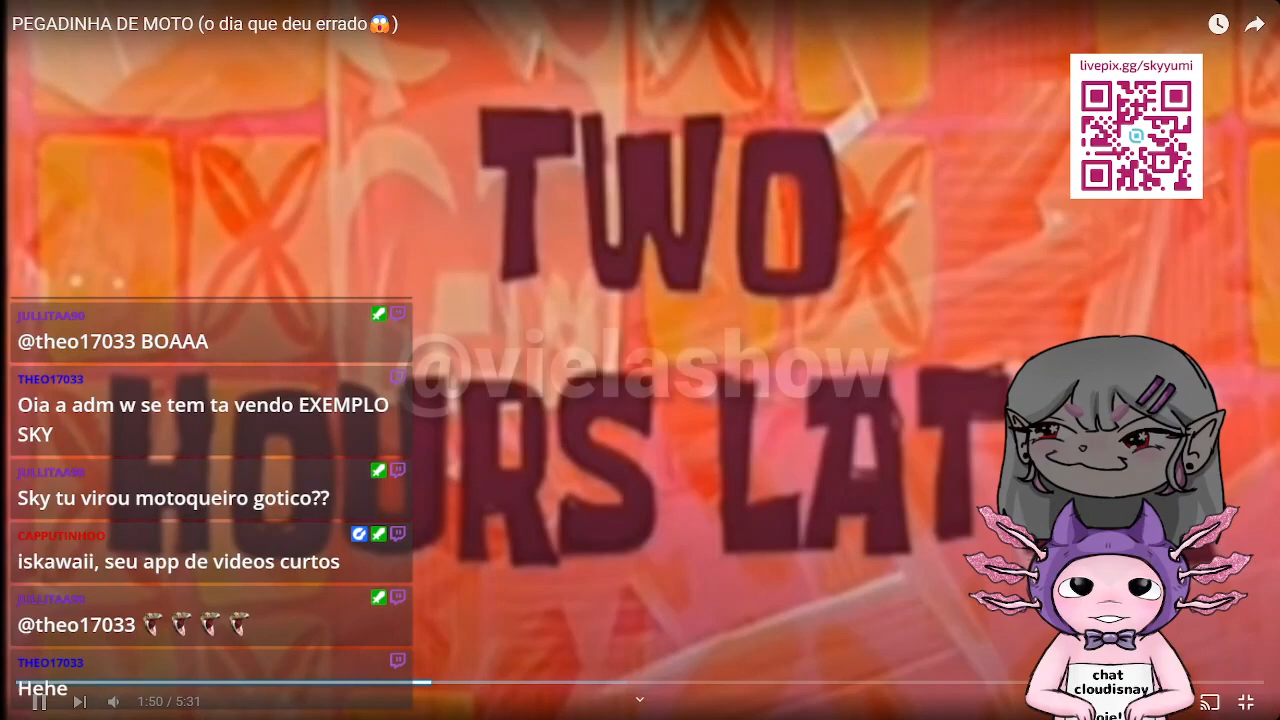 PEGADINHA DE MOTO (o dia que deu errado😱)
livepix.gg/skyyumi
TWO
HOURS LAT
@vielashow
JULLITAA90
@theo17033 BOAAA
THEO17033
Oia a adm w se tem ta vendo EXEMPLO
SKY
JULLITAA90
Sky tu virou motoqueiro gotico??
CAPPUTINHOO
iskawaii, seu app de videos curtos
JULLITAA90
@theo17033
THEO17033
Hehe
1:50 / 5:31
chat
cloudisnay
oie!